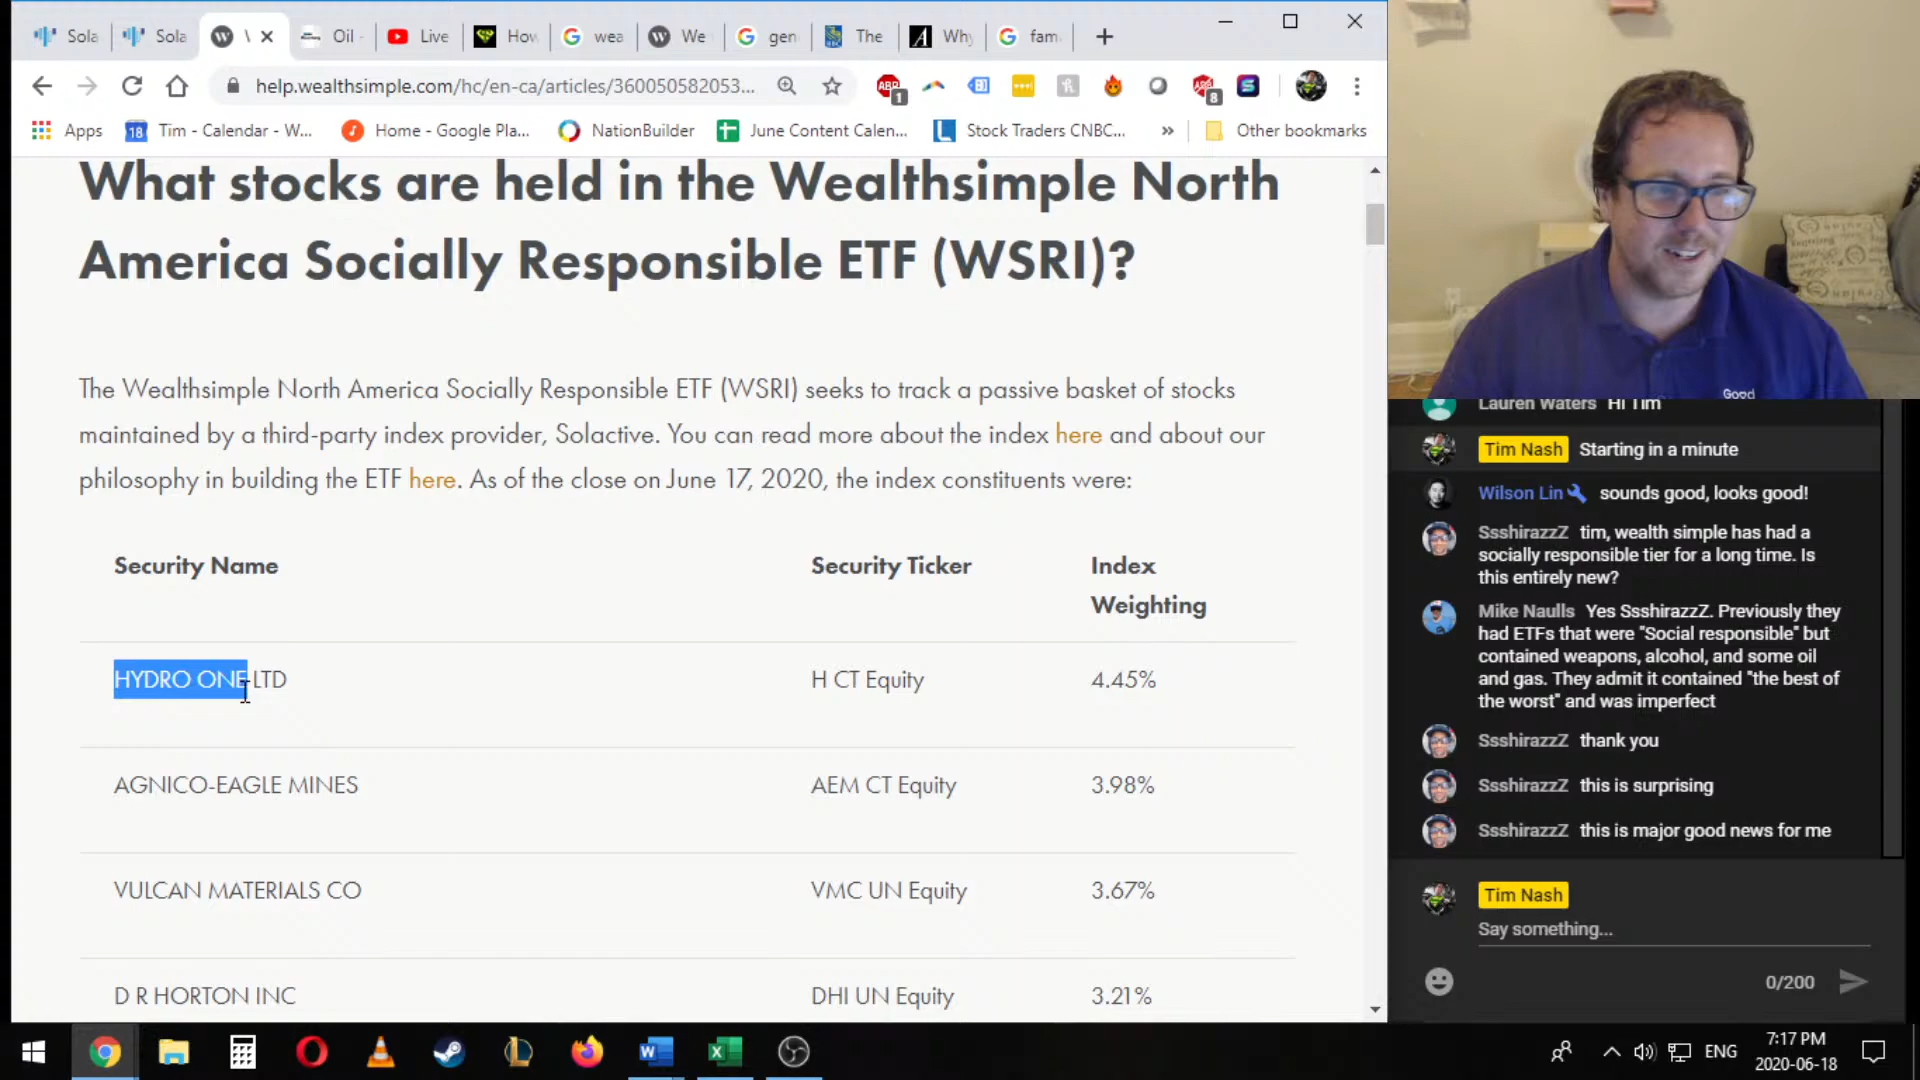 Sola
Sola
Oil -
Live
How
wea
We
gen
The
Why
fam
help.wealthsimple.com/hc/en-ca/articles/360050582053...
ABP
1
8
Apps
18
Tim - Calendar - W...
Home - Google Pla...
NationBuilder
June Content Calen...
Stock Traders CNBC...
»
Other bookmarks
What stocks are held in the Wealthsimple North
America Socially Responsible ETF (WSRI)?
The Wealthsimple North America Socially Responsible ETF (WSRI) seeks to track a passive basket of stocks
maintained by a third-party index provider, Solactive. You can read more about the index here and about our
philosophy in building the ETF here. As of the close on June 17, 2020, the index constituents were:
Security Name
Security Ticker
Index
Weighting
HYDRO ONE LTD
H CT Equity
4.45%
AGNICO-EAGLE MINES
AEM CT Equity
3.98%
VULCAN MATERIALS CO
VMC UN Equity
3.67%
D R HORTON INC
DHI UN Equity
3.21%
Good
Lauren Waters Hi Tim
Tim Nash Starting in a minute
Wilson Lin sounds good, looks good!
SsshirazzZ tim, wealth simple has had a
socially responsible tier for a long time. Is
this entirely new?
Mike Naulls Yes SsshirazzZ. Previously they
had ETFs that were "Social responsible" but
contained weapons, alcohol, and some oil
and gas. They admit it contained "the best of
the worst" and was imperfect
SsshirazzZ thank you
SsshirazzZ this is surprising
SsshirazzZ this is major good news for me
Tim Nash
Say something...
0/200
ENG
7:17 PM
2020-06-18